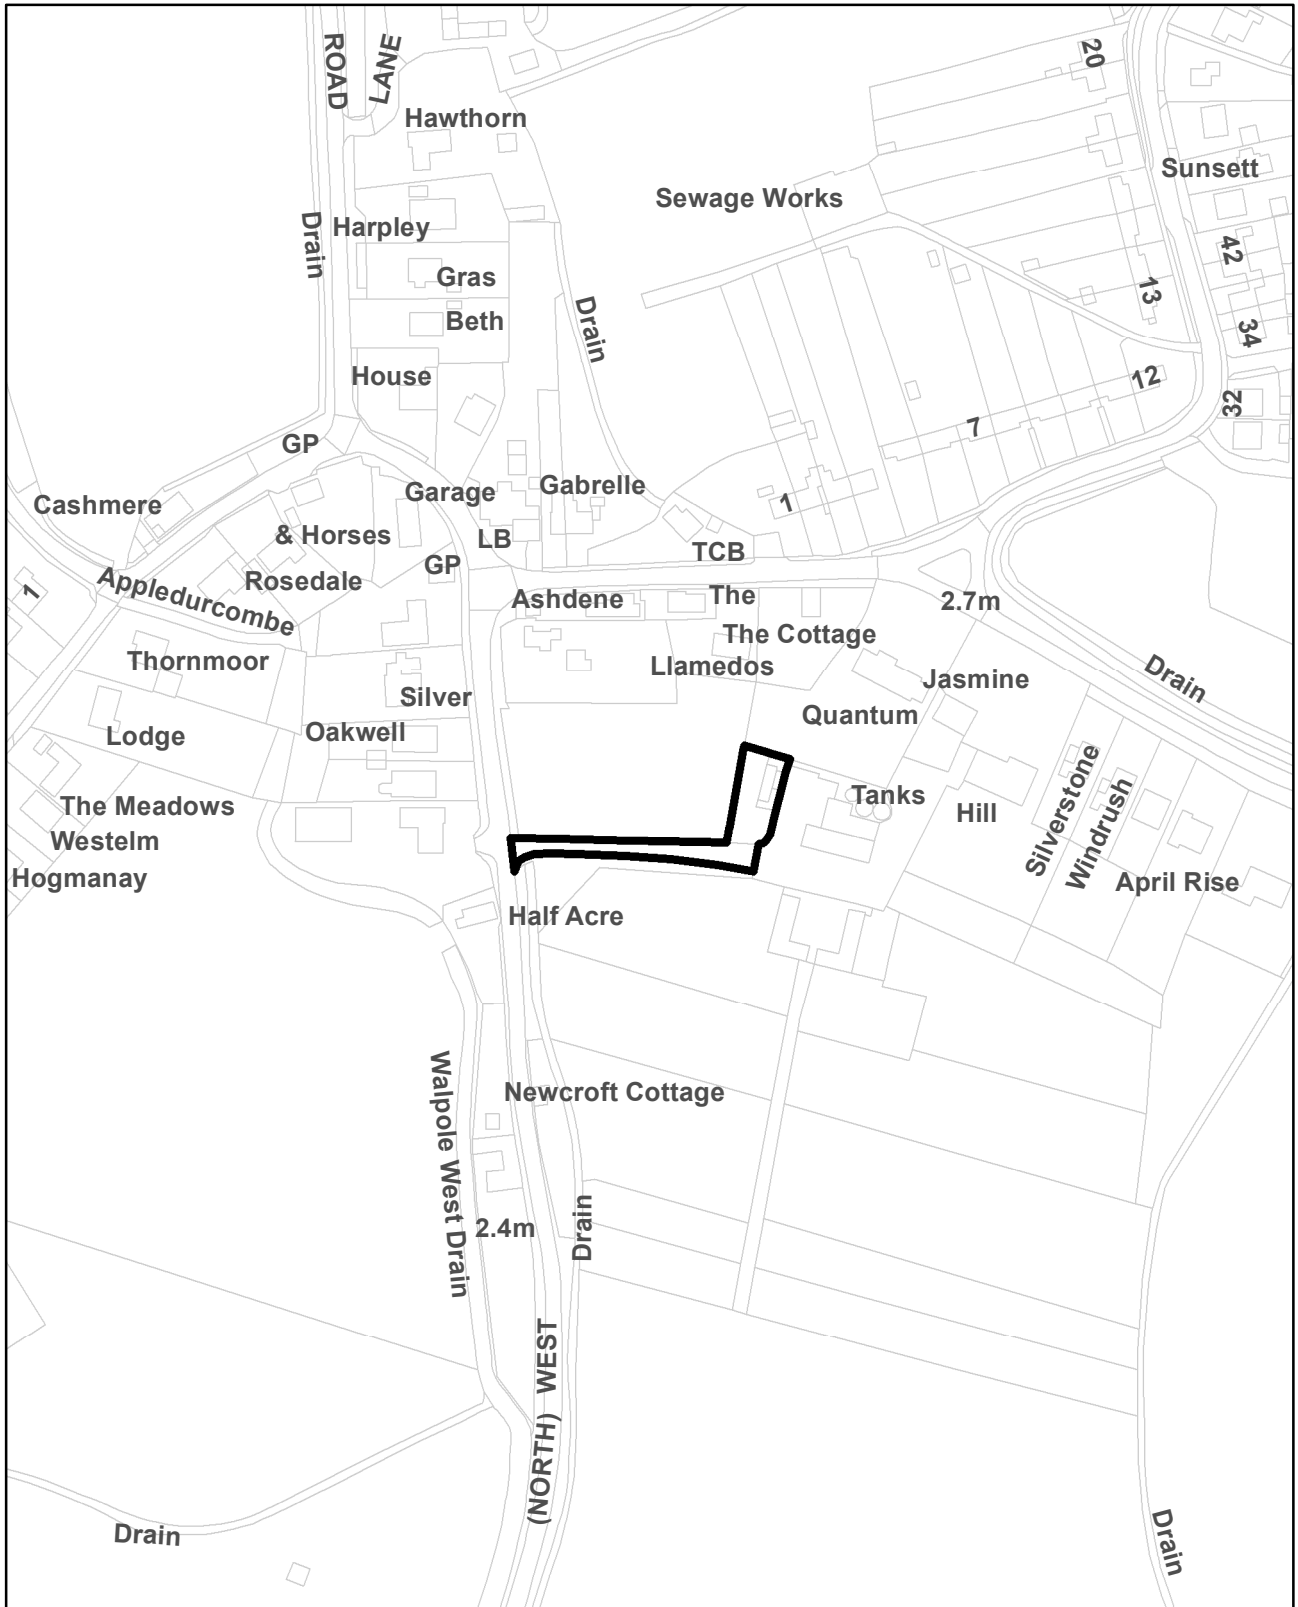 ROAD
LANE
20
Hawthorn
Sunsett
Sewage Works
Drain
Harpley
42
Gras
13
Beth
Drain
34
House
12
32
7
GP
Cashmere
Garage
Gabrelle
1
& Horses
LB
TCB
GP
1
Appledurcombe
Rosedale
Ashdene
The
2.7m
The Cottage
Thornmoor
Llamedos
Drain
Jasmine
Silver
Quantum
Lodge
Oakwell
Silverstone
The Meadows
Tanks
Hill
Windrush
Westelm
Hogmanay
April Rise
Half Acre
Newcroft Cottage
Walpole West Drain
2.4m
Drain
(NORTH) WEST
Drain
Drain